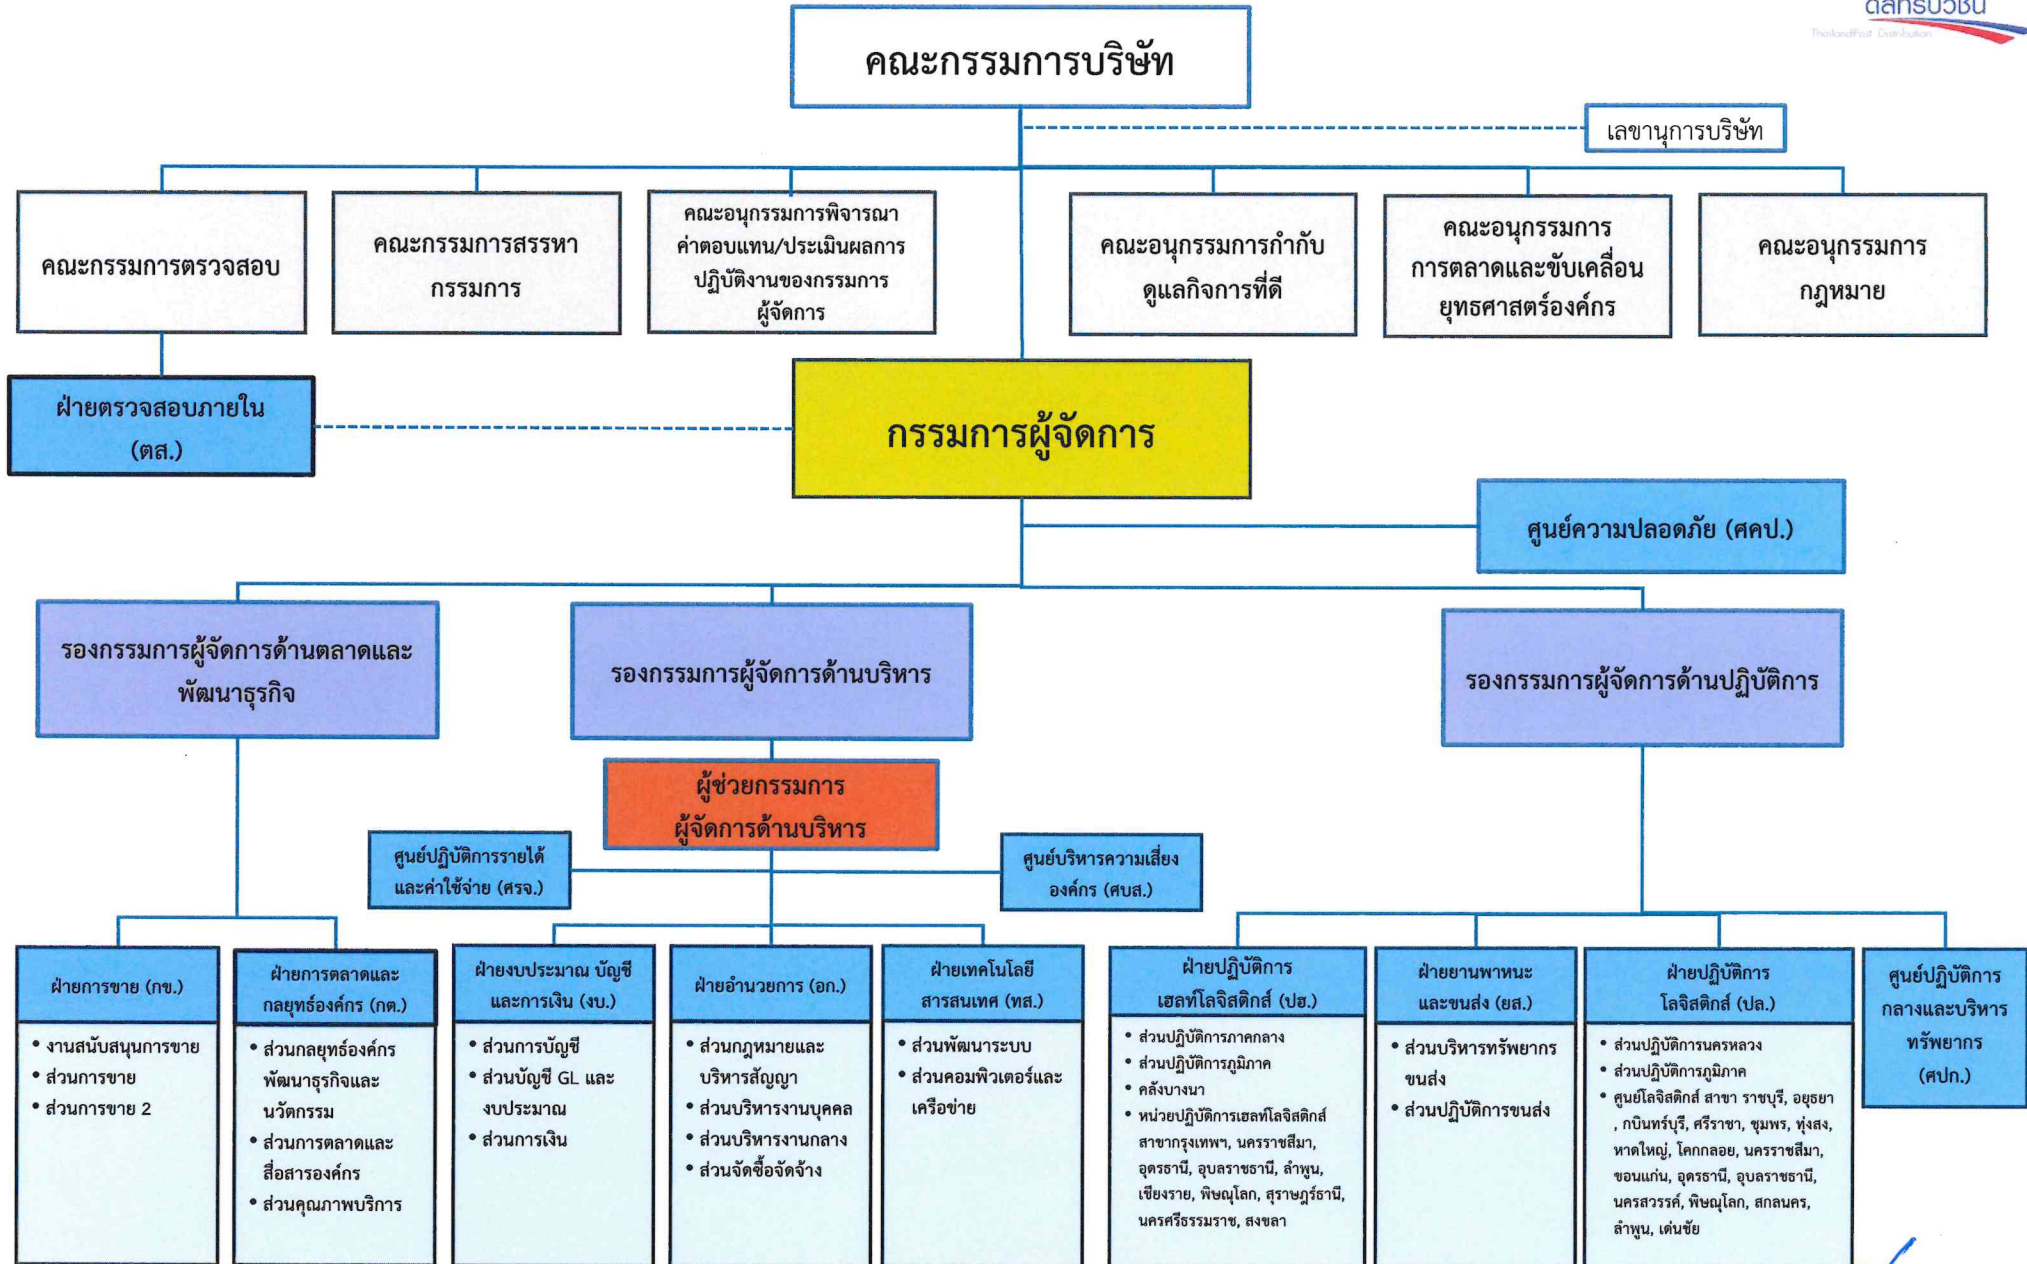 ดิสทริบิวชั่น
ThailandPost Distribution
คณะกรรมการบริษัท
เลขานุการบริษัท
คณะกรรมการตรวจสอบ
คณะกรรมการสรรหา
กรรมการ
คณะอนุกรรมการพิจารณา
ค่าตอบแทน/ประเมินผลการ
ปฏิบัติงานของกรรมการ
ผู้จัดการ
คณะอนุกรรมการกำกับ
ดูแลกิจการที่ดี
คณะอนุกรรมการ
การตลาดและขับเคลื่อน
ยุทธศาสตร์องค์กร
คณะอนุกรรมการ
กฎหมาย
ฝ่ายตรวจสอบภายใน
(ตส.)
กรรมการผู้จัดการ
ศูนย์ความปลอดภัย (ศคป.)
รองกรรมการผู้จัดการด้านตลาดและ
พัฒนาธุรกิจ
รองกรรมการผู้จัดการด้านบริหาร
รองกรรมการผู้จัดการด้านปฏิบัติการ
ผู้ช่วยกรรมการ
ผู้จัดการด้านบริหาร
ศูนย์ปฏิบัติการรายได้
และค่าใช้จ่าย (ศรจ.)
ศูนย์บริหารความเสี่ยง
องค์กร (ศบส.)
ฝ่ายการขาย (กข.)
• งานสนับสนุนการขาย
• ส่วนการขาย
• ส่วนการขาย 2
ฝ่ายการตลาดและ
กลยุทธ์องค์กร (กต.)
• ส่วนกลยุทธ์องค์กร
พัฒนาธุรกิจและ
นวัตกรรม
• ส่วนการตลาดและ
สื่อสารองค์กร
• ส่วนคุณภาพบริการ
ฝ่ายงบประมาณ บัญชี
และการเงิน (งบ.)
• ส่วนการบัญชี
• ส่วนบัญชี GL และ
งบประมาณ
• ส่วนการเงิน
ฝ่ายอำนวยการ (อก.)
• ส่วนกฎหมายและ
บริหารสัญญา
• ส่วนบริหารงานบุคคล
• ส่วนบริหารงานกลาง
• ส่วนจัดซื้อจัดจ้าง
ฝ่ายเทคโนโลยี
สารสนเทศ (ทส.)
• ส่วนพัฒนาระบบ
• ส่วนคอมพิวเตอร์และ
เครือข่าย
ฝ่ายปฏิบัติการ
เฮลท์โลจิสติกส์ (ปฮ.)
• ส่วนปฏิบัติการภาคกลาง
• ส่วนปฏิบัติการภูมิภาค
• คลังบางนา
• หน่วยปฏิบัติการเฮลท์โลจิสติกส์
สาขากรุงเทพฯ, นครราชสีมา,
อุดรธานี, อุบลราชธานี, ลำพูน,
เชียงราย, พิษณุโลก, สุราษฎร์ธานี,
นครศรีธรรมราช, สงขลา
ฝ่ายยานพาหนะ
และขนส่ง (ยส.)
• ส่วนบริหารทรัพยากร
ขนส่ง
• ส่วนปฏิบัติการขนส่ง
ฝ่ายปฏิบัติการ
โลจิสติกส์ (ปล.)
• ส่วนปฏิบัติการนครหลวง
• ส่วนปฏิบัติการภูมิภาค
• ศูนย์โลจิสติกส์ สาขา ราชบุรี, อยุธยา
, กบินทร์บุรี, ศรีราชา, ชุมพร, ทุ่งสง,
หาดใหญ่, โคกกลอย, นครราชสีมา,
ขอนแก่น, อุดรธานี, อุบลราชธานี,
นครสวรรค์, พิษณุโลก, สกลนคร,
ลำพูน, เด่นชัย
ศูนย์ปฏิบัติการ
กลางและบริหาร
ทรัพยากร
(ศปก.)